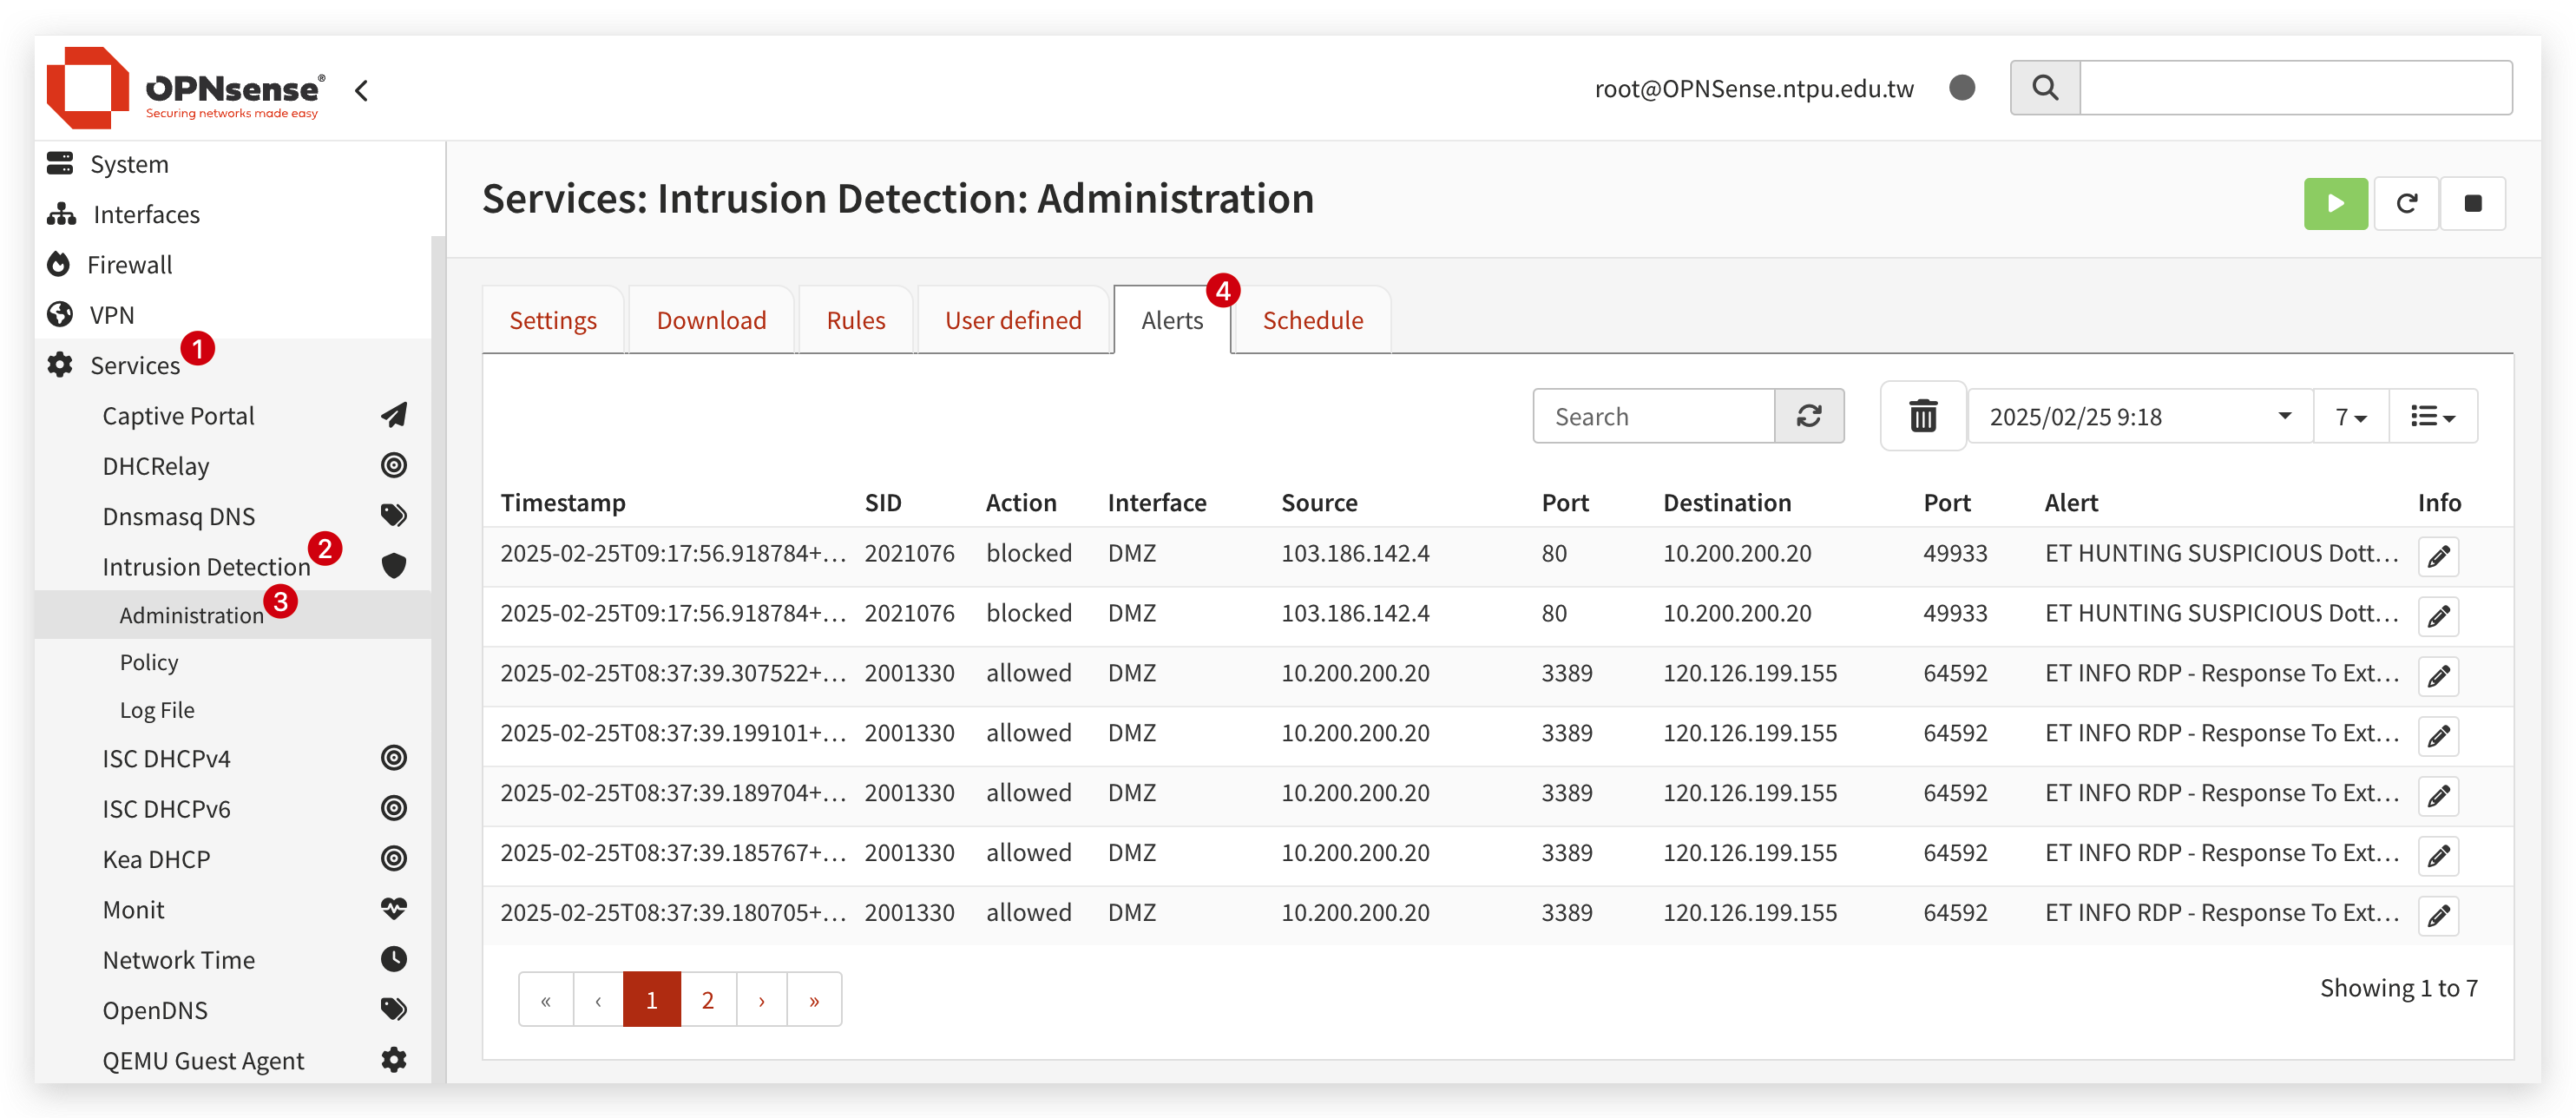 OPNsense®
Securing networks made easy
root@OPNSense.ntpu.edu.tw
System
Interfaces
Firewall
VPN
Services 1
Captive Portal
DHCRelay
Dnsmasq DNS
Intrusion Detection 2
Administration 3
Policy
Log File
ISC DHCPv4
ISC DHCPv6
Kea DHCP
Monit
Network Time
OpenDNS
QEMU Guest Agent
Services: Intrusion Detection: Administration
Settings Download Rules User defined Alerts 4 Schedule
Search 2025/02/25 9:18 7
Timestamp SID Action Interface Source Port Destination Port Alert Info
2025-02-25T09:17:56.918784+... 2021076 blocked DMZ 103.186.142.4 80 10.200.200.20 49933 ET HUNTING SUSPICIOUS Dott...
2025-02-25T09:17:56.918784+... 2021076 blocked DMZ 103.186.142.4 80 10.200.200.20 49933 ET HUNTING SUSPICIOUS Dott...
2025-02-25T08:37:39.307522+... 2001330 allowed DMZ 10.200.200.20 3389 120.126.199.155 64592 ET INFO RDP - Response To Ext...
2025-02-25T08:37:39.199101+... 2001330 allowed DMZ 10.200.200.20 3389 120.126.199.155 64592 ET INFO RDP - Response To Ext...
2025-02-25T08:37:39.189704+... 2001330 allowed DMZ 10.200.200.20 3389 120.126.199.155 64592 ET INFO RDP - Response To Ext...
2025-02-25T08:37:39.185767+... 2001330 allowed DMZ 10.200.200.20 3389 120.126.199.155 64592 ET INFO RDP - Response To Ext...
2025-02-25T08:37:39.180705+... 2001330 allowed DMZ 10.200.200.20 3389 120.126.199.155 64592 ET INFO RDP - Response To Ext...
« ‹ 1 2 › »
Showing 1 to 7